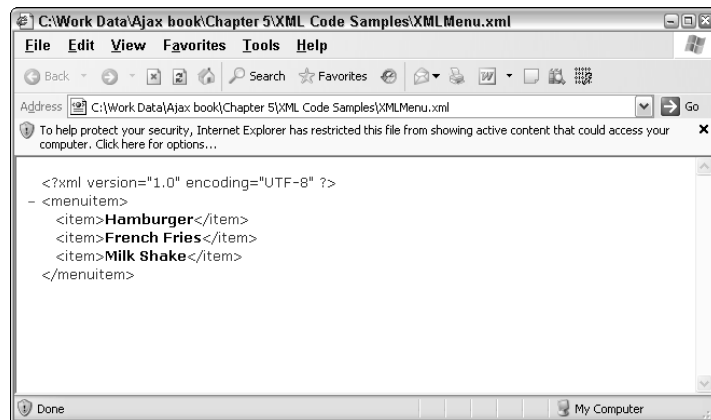 C:\Work Data\Ajax book\Chapter 5\XML Code Samples\XMLMenu.xml
File Edit View Favorites Tools Help
Back Search Favorites
Address C:\Work Data\Ajax book\Chapter 5\XML Code Samples\XMLMenu.xml Go
To help protect your security, Internet Explorer has restricted this file from showing active content that could access your
computer. Click here for options...
<?xml version="1.0" encoding="UTF-8" ?>
- <menuitem>
<item>Hamburger</item>
<item>French Fries</item>
<item>Milk Shake</item>
</menuitem>
Done My Computer